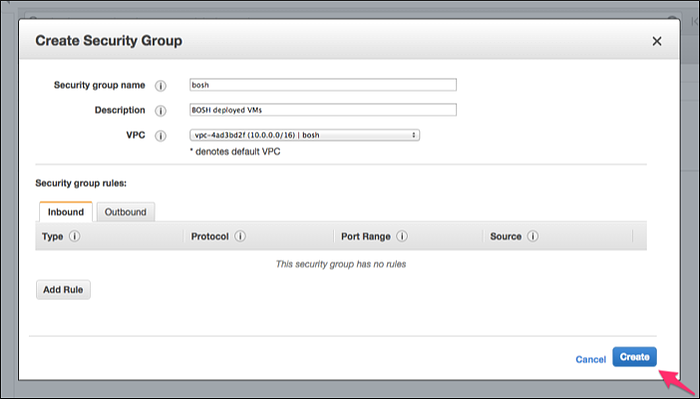 Create Security Group
Security group name
bosh
Description
BOSH deployed VMs
VPC
vpc-4ad3bd2f (10.0.0.0/16) | bosh
* denotes default VPC
Security group rules:
Inbound Outbound
Type Protocol Port Range Source
This security group has no rules
Add Rule
Cancel Create